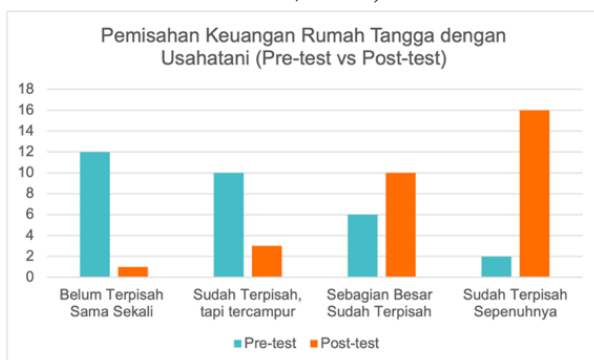 Pemisahan Keuangan Rumah Tangga dengan
Usahatani (Pre-test vs Post-test)
18
16
14
12
10
8
6
4
2
0
Belum Terpisah
Sama Sekali
Sudah Terpisah,
tapi tercampur
Sebagian Besar
Sudah Terpisah
Sudah Terpisah
Sepenuhnya
Pre-test
Post-test